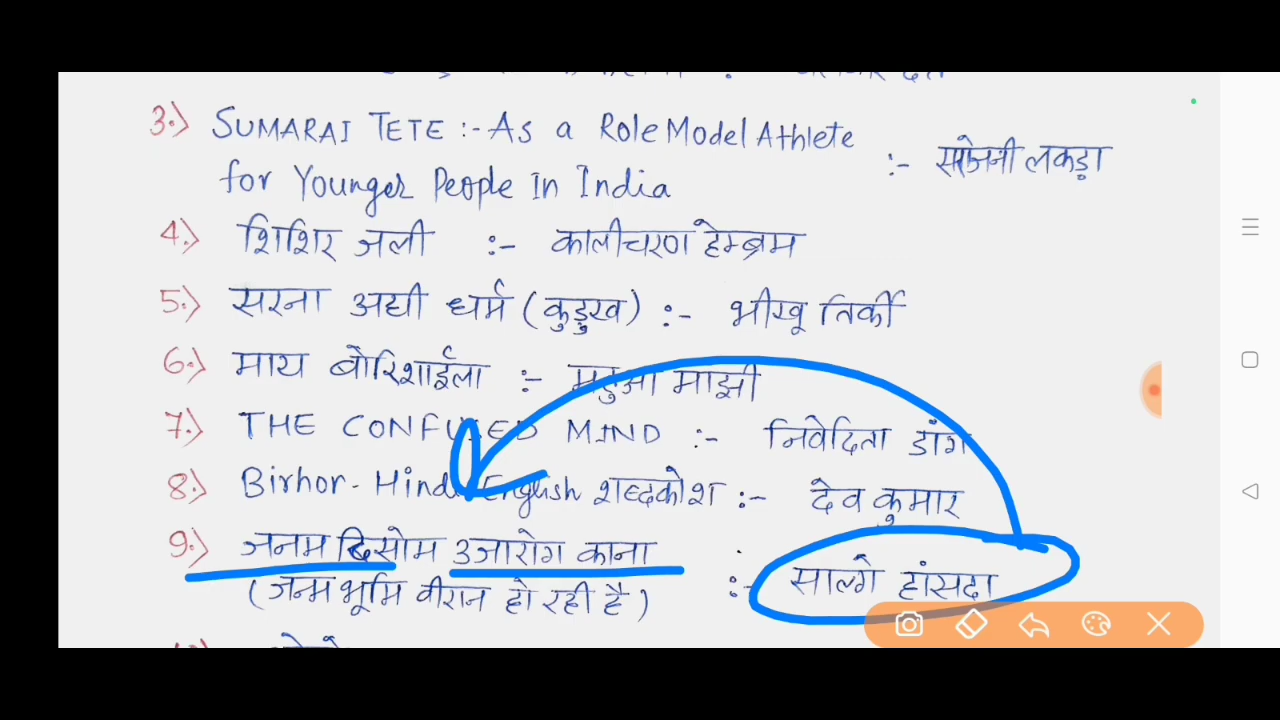 3.) SUMARAI TETE :- As a Role Model Athlete
for Younger People In India :- सरोजनी लकड़ा
4.) शिशिर जली :- कालीचरण हेम्ब्रम
5.) सरना अद्यी धर्म (कुड़ुख) :- भीखू तिर्की
6.) माय बोरिशाईला :- महुआ माझी
7.) THE CONFUSED MIND :- निवेदिता डांग
8.) Birhor-Hindi English शब्दकोश :- देव कुमार
9.) जनम दिसोम उजारोग काना
(जन्मभूमि वीरान हो रही है) :- साल्गे हांसदा